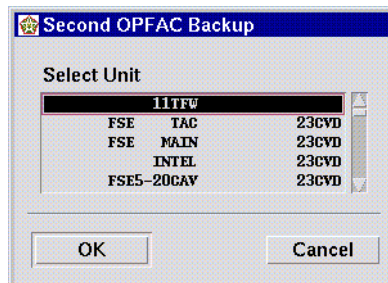 Second OPFAC Backup
Select Unit
11TFW
FSE TAC 23CVD
FSE MAIN 23CVD
INTEL 23CVD
FSE5-20CAV 23CVD
OK Cancel